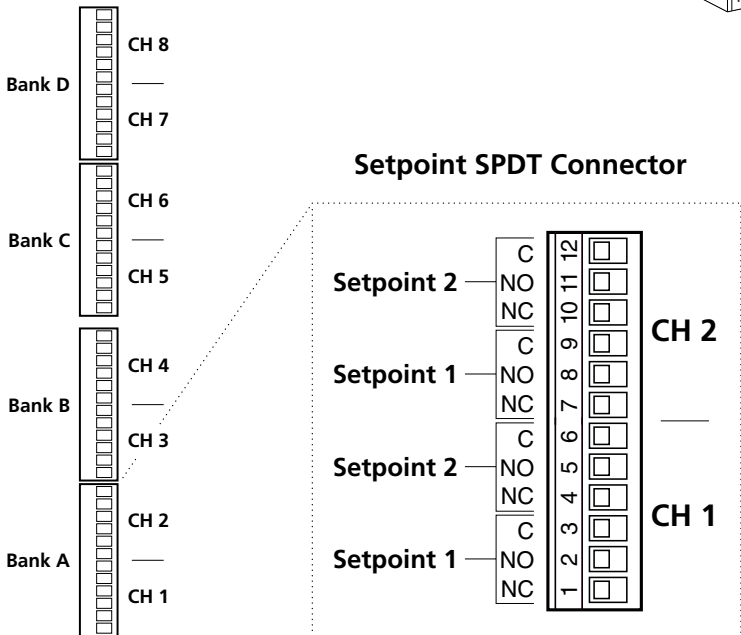 CH 8
Bank D
CH 7
CH 6
Bank C
CH 5
CH 4
Bank B
CH 3
CH 2
Bank A
CH 1
Setpoint SPDT Connector
C 12
Setpoint 2 NO 11
NC 10
CH 2
C 9
Setpoint 1 NO 8
NC 7
C 6
Setpoint 2 NO 5
NC 4
CH 1
C 3
Setpoint 1 NO 2
NC 1